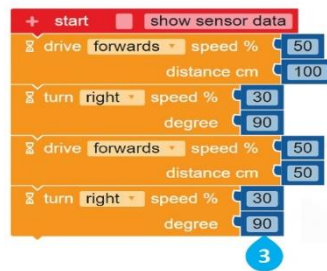 + start show sensor data
drive forwards speed % 50
distance cm 100
turn right speed % 30
degree 90
drive forwards speed % 50
distance cm 50
turn right speed % 30
degree 90
3